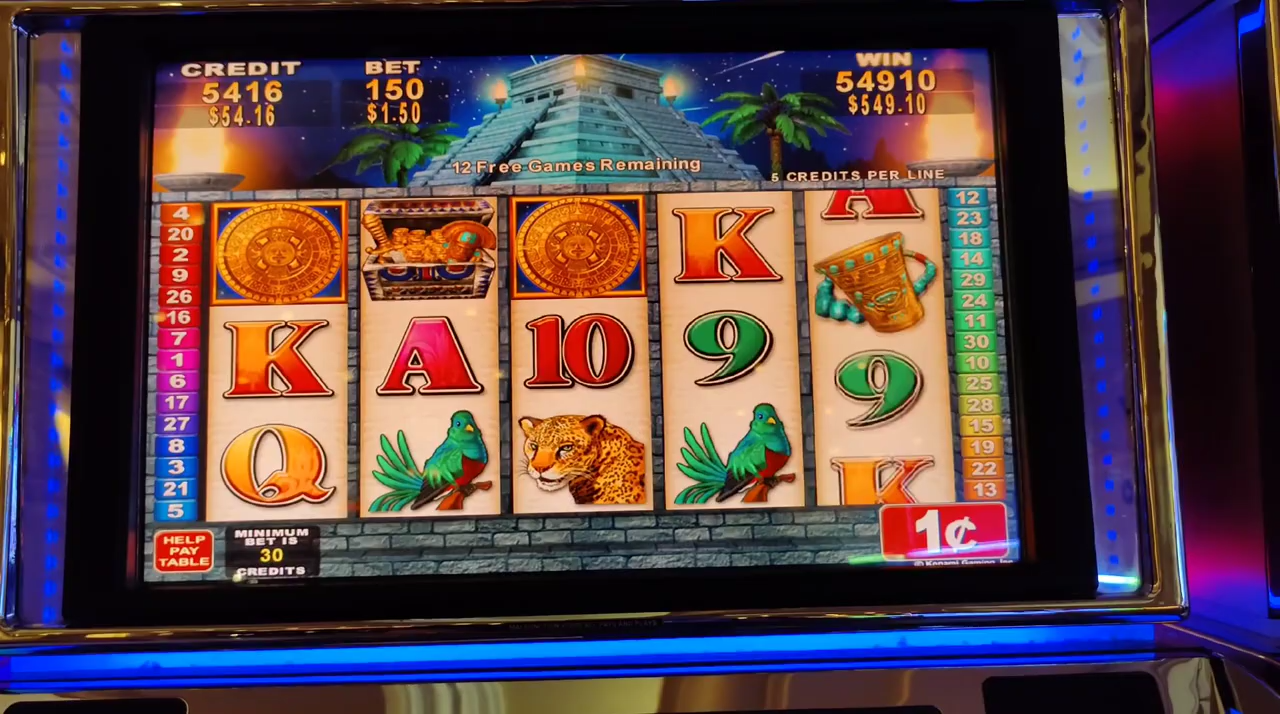 CREDIT
5416
$54.16
BET
150
$1.50
WIN
54910
$549.10
12 Free Games Remaining
5 CREDITS PER LINE
4
20
2
9
26
16
7
1
6
17
27
8
3
21
5
K
Q
A
10
K
9
A
9
K
12
23
18
14
29
24
11
30
10
25
28
15
19
22
13
HELP
PAY
TABLE
MINIMUM
BET IS
30
CREDITS
1¢
© Konami Gaming, Inc